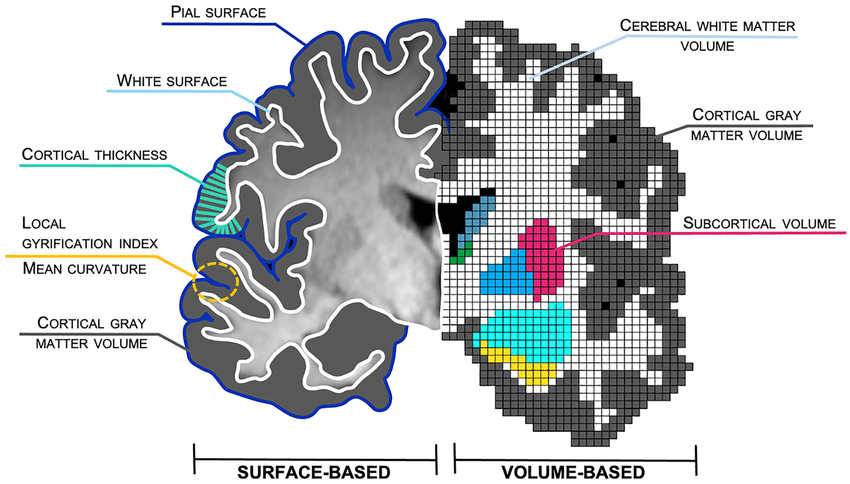 Pial surface
White surface
Cortical thickness
Local
gyrification index
Mean curvature
Cortical gray
matter volume
Cerebral white matter
volume
Cortical gray
matter volume
Subcortical volume
SURFACE-BASED
VOLUME-BASED